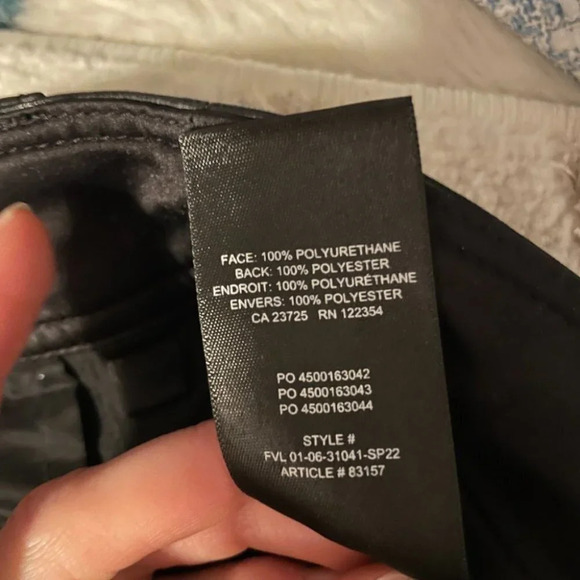 FACE: 100% POLYURETHANE
BACK: 100% POLYESTER
ENDROIT: 100% POLYURÉTHANE
ENVERS: 100% POLYESTER
CA 23725 RN 122354
PO 4500163042
PO 4500163043
PO 4500163044
STYLE #
FVL 01-06-31041-SP22
ARTICLE # 83157